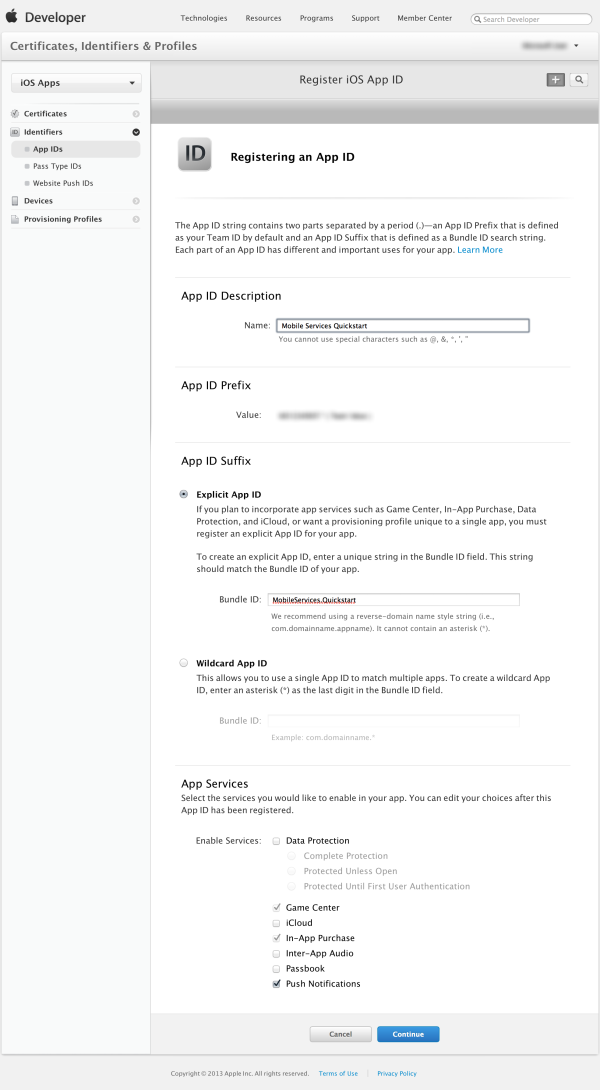 Developer
Technologies Resources Programs Support Member Center Search Developer
Certificates, Identifiers & Profiles
iOS Apps
Register iOS App ID
Certificates
Identifiers
App IDs
Pass Type IDs
Website Push IDs
Devices
Provisioning Profiles
ID
Registering an App ID
The App ID string contains two parts separated by a period (.)—an App ID Prefix that is defined
as your Team ID by default and an App ID Suffix that is defined as a Bundle ID search string.
Each part of an App ID has different and important uses for your app. Learn More
App ID Description
Name: Mobile Services Quickstart
You cannot use special characters such as @, &, *, ', "
App ID Prefix
Value:
App ID Suffix
Explicit App ID
If you plan to incorporate app services such as Game Center, In-App Purchase, Data
Protection, and iCloud, or want a provisioning profile unique to a single app, you must
register an explicit App ID for your app.
To create an explicit App ID, enter a unique string in the Bundle ID field. This string
should match the Bundle ID of your app.
Bundle ID: MobileServices.Quickstart
We recommend using a reverse-domain name style string (i.e.,
com.domainname.appname). It cannot contain an asterisk (*).
Wildcard App ID
This allows you to use a single App ID to match multiple apps. To create a wildcard App
ID, enter an asterisk (*) as the last digit in the Bundle ID field.
Bundle ID:
Example: com.domainname.*
App Services
Select the services you would like to enable in your app. You can edit your choices after this
App ID has been registered.
Enable Services: Data Protection
Complete Protection
Protected Unless Open
Protected Until First User Authentication
Game Center
iCloud
In-App Purchase
Inter-App Audio
Passbook
Push Notifications
Cancel Continue
Copyright © 2013 Apple Inc. All rights reserved. Terms of Use Privacy Policy